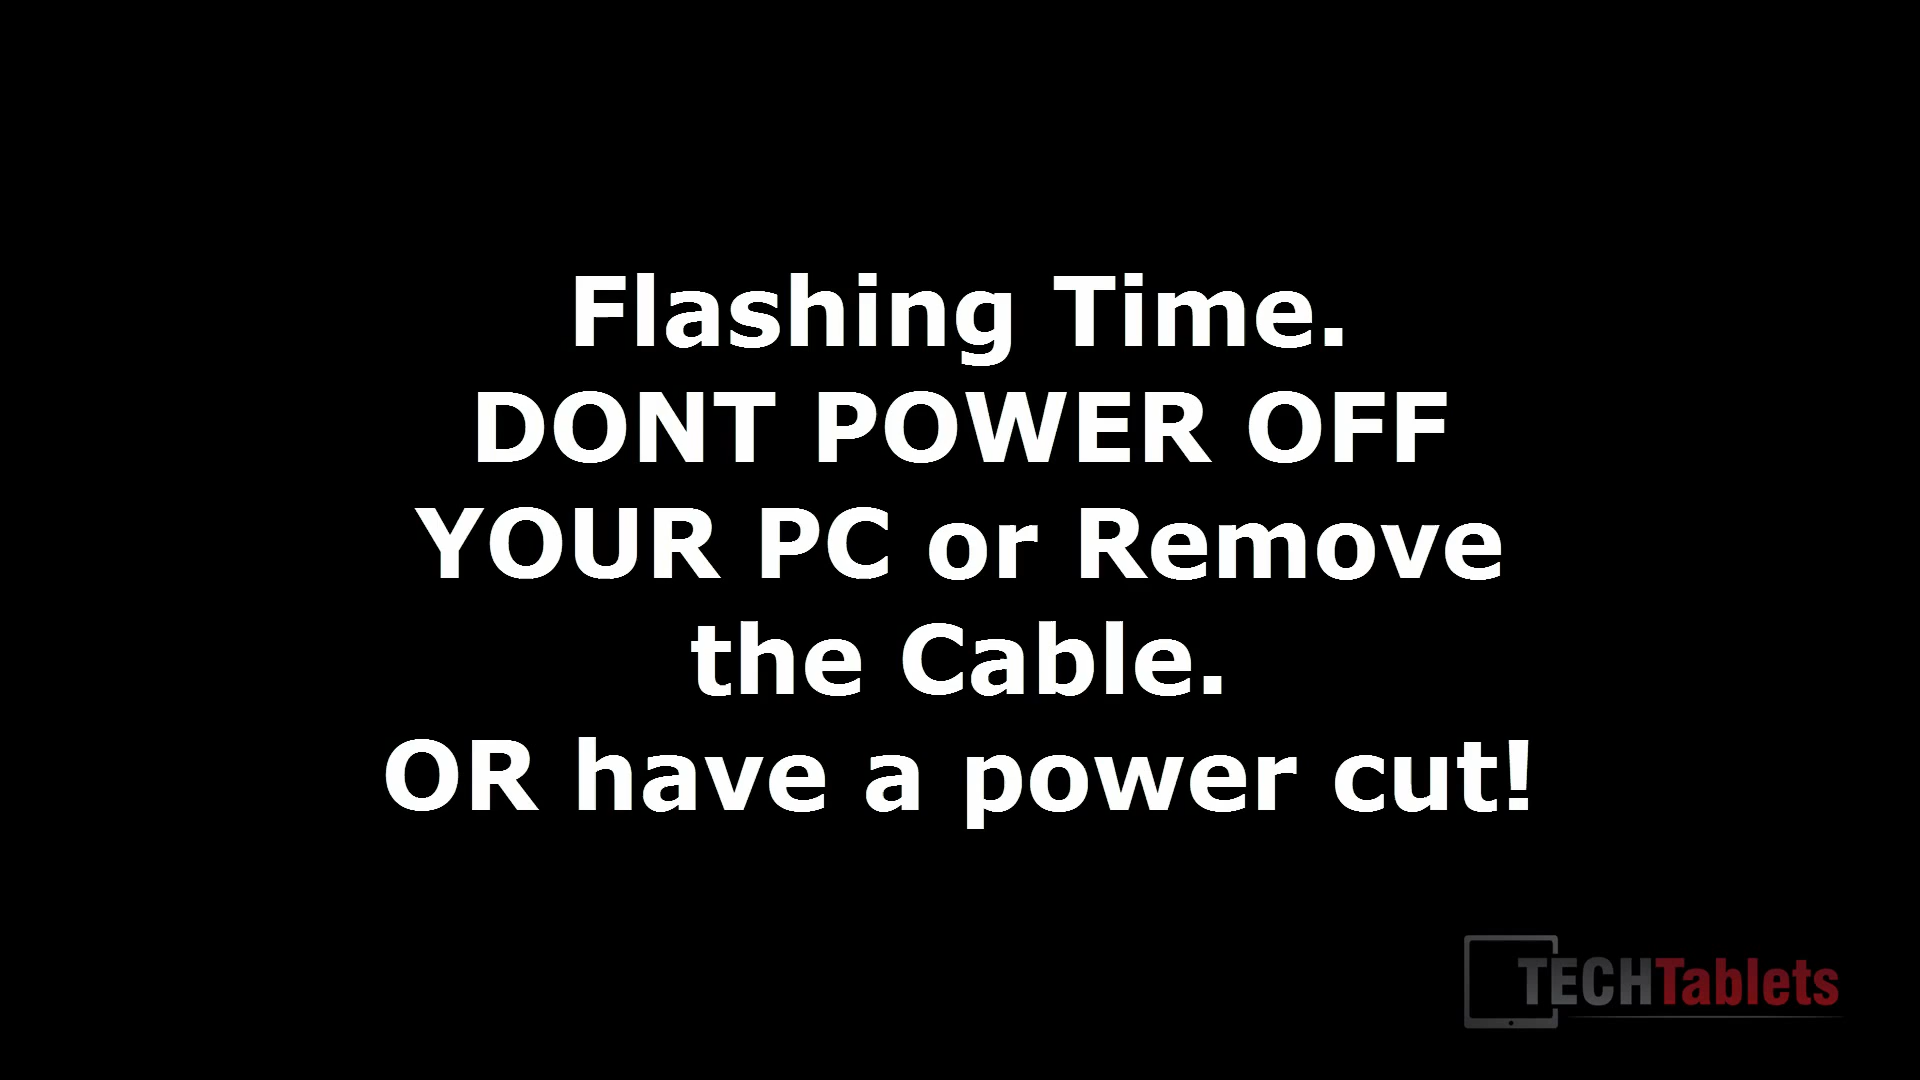 Flashing Time.
DONT POWER OFF
YOUR PC or Remove
the Cable.
OR have a power cut!
TECHTablets